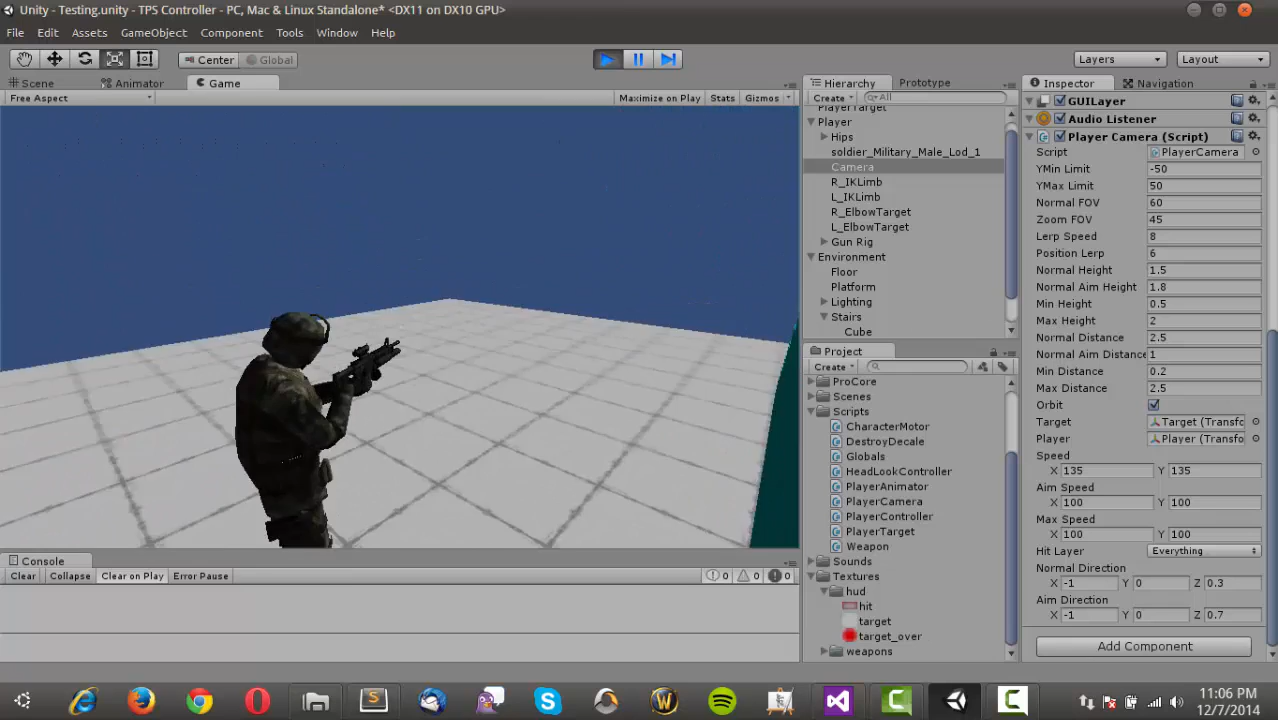 Unity - Testing.unity - TPS Controller - PC, Mac & Linux Standalone* <DX11 on DX10 GPU>
File Edit Assets GameObject Component Tools Window Help
Center Global Layers Layout
Scene Animator Game
Free Aspect Maximize on Play Stats Gizmos
Hierarchy Prototype
Create All
PlayerTarget
Player
Hips
soldier_Military_Male_Lod_1
Camera
R_IKLimb
L_IKLimb
R_ElbowTarget
L_ElbowTarget
Gun Rig
Environment
Floor
Platform
Lighting
Stairs
Cube
Project
Create
ProCore
Scenes
Scripts
CharacterMotor
DestroyDecale
Globals
HeadLookController
PlayerAnimator
PlayerCamera
PlayerController
PlayerTarget
Weapon
Sounds
Textures
hud
hit
target
target_over
weapons
Inspector Navigation
GUILayer
Audio Listener
Player Camera (Script)
Script PlayerCamera
YMin Limit -50
YMax Limit 50
Normal FOV 60
Zoom FOV 45
Lerp Speed 8
Position Lerp 6
Normal Height 1.5
Normal Aim Height 1.8
Min Height 0.5
Max Height 2
Normal Distance 2.5
Normal Aim Distance 1
Min Distance 0.2
Max Distance 2.5
Orbit
Target Target (Transfc
Player Player (Transfo
Speed
X 135 Y 135
Aim Speed
X 100 Y 100
Max Speed
X 100 Y 100
Hit Layer Everything
Normal Direction
X -1 Y 0 Z 0.3
Aim Direction
X -1 Y 0 Z 0.7
Add Component
Console
Clear Collapse Clear on Play Error Pause 0 0 0
11:06 PM
12/7/2014